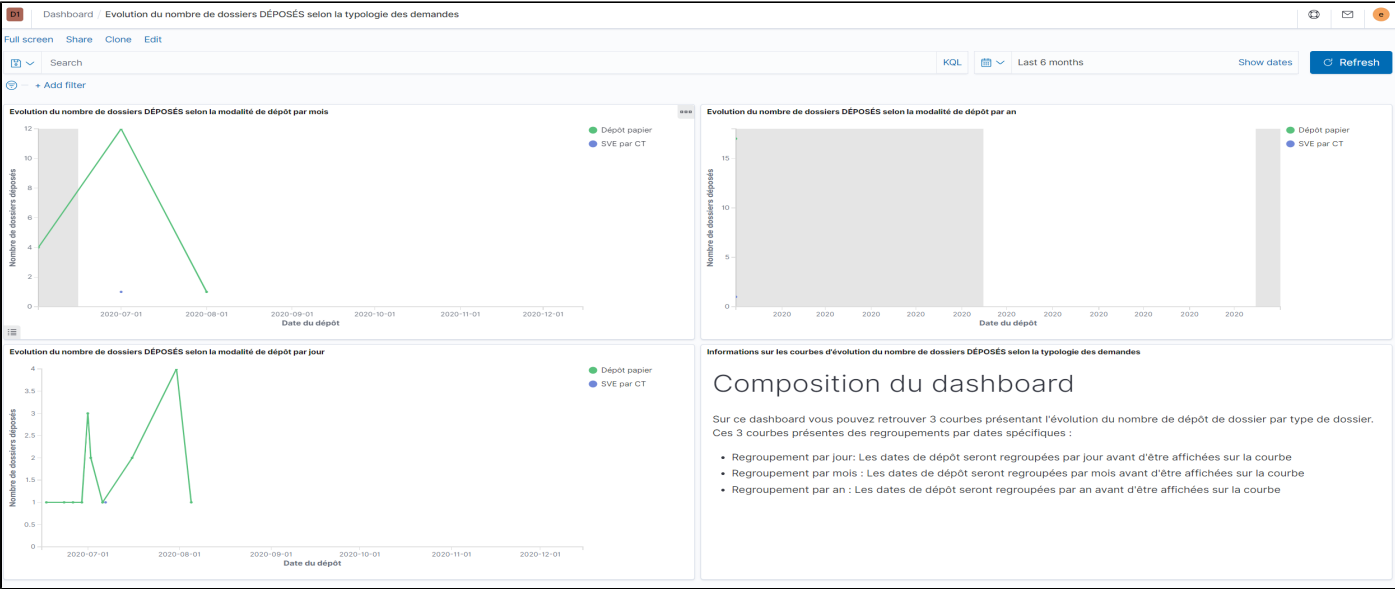 D1 Dashboard / Evolution du nombre de dossiers DÉPOSÉS selon la typologie des demandes e
Full screen Share Clone Edit
Search KQL Last 6 months Show dates Refresh
+ Add filter
Evolution du nombre de dossiers DÉPOSÉS selon la modalité de dépôt par mois
12
10
8
6
4
2
0
Nombre de dossiers déposés
2020-07-01 2020-08-01 2020-09-01 2020-10-01 2020-11-01 2020-12-01
Date du dépôt
Dépôt papier
SVE par CT
Evolution du nombre de dossiers DÉPOSÉS selon la modalité de dépôt par an
15
10
5
0
Nombre de dossiers déposés
2020 2020 2020 2020 2020 2020 2020 2020 2020 2020 2020
Date du dépôt
Dépôt papier
SVE par CT
Evolution du nombre de dossiers DÉPOSÉS selon la modalité de dépôt par jour
4
3.5
3
2.5
2
1.5
1
0.5
0
Nombre de dossiers déposés
2020-07-01 2020-08-01 2020-09-01 2020-10-01 2020-11-01 2020-12-01
Date du dépôt
Dépôt papier
SVE par CT
Informations sur les courbes d'évolution du nombre de dossiers DÉPOSÉS selon la typologie des demandes
Composition du dashboard
Sur ce dashboard vous pouvez retrouver 3 courbes présentant l'évolution du nombre de dépôt de dossier par type de dossier.
Ces 3 courbes présentes des regroupements par dates spécifiques :
• Regroupement par jour: Les dates de dépôt seront regroupées par jour avant d'être affichées sur la courbe
• Regroupement par mois : Les dates de dépôt seront regroupées par mois avant d'être affichées sur la courbe
• Regroupement par an : Les dates de dépôt seront regroupées par an avant d'être affichées sur la courbe